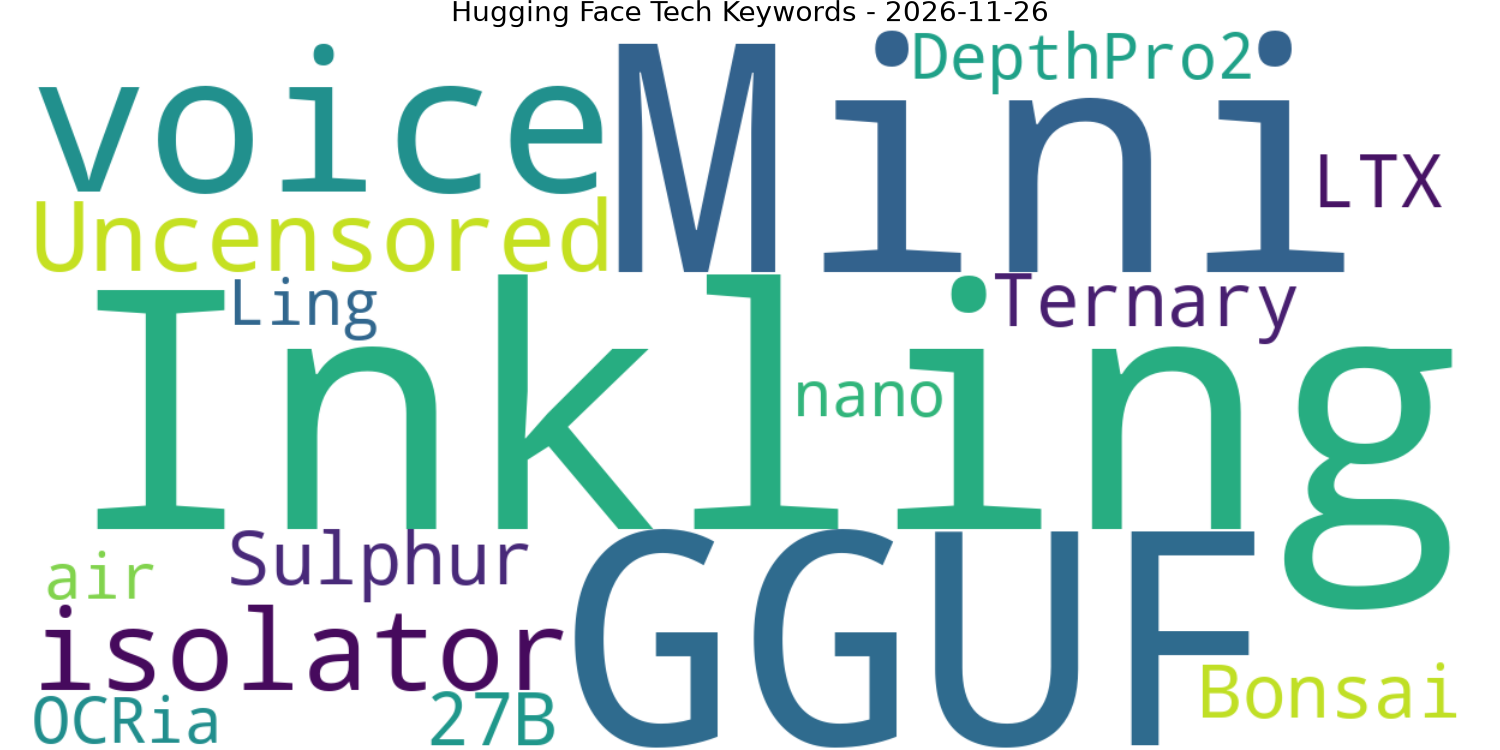 Hugging Face Tech Keywords - 2026-11-26
voice
Mini
DepthPro2
LTX
Uncensored
Ling
Ternary
Inkling
nano
air
Sulphur
GGUF
isolator
Bonsai
OCRia
27B